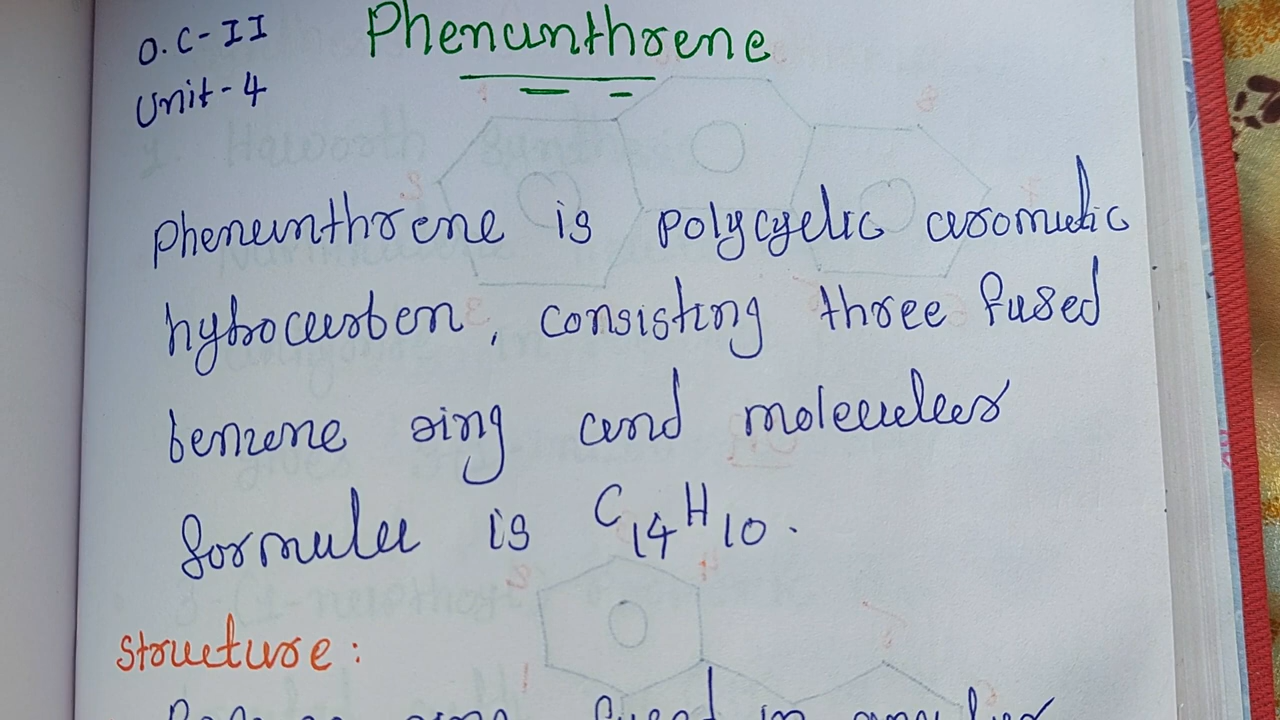 O.C-II
Unit-4
Phenanthrene
Phenanthrene is polycyclic aromatic
hydrocarbon, consisting three fused
benzene ring and molecular
formula is C₁₄H₁₀.
Structure: